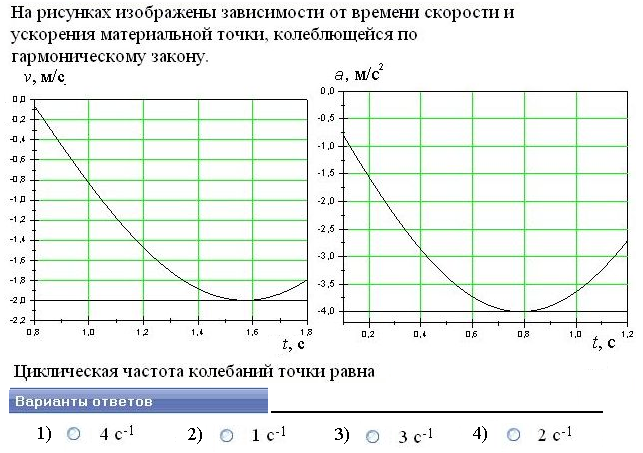 На рисунках изображены зависимости от времени скорости и
ускорения материальной точки, колеблющейся по
гармоническому закону.
v, м/с
0,0
0,2
-0,4
-0,6
-0,8
-1,0
-1,2
-1,4
-1,6
-1,8
-2,0
-2,2
0,8 1,0 1,2 1,4 1,6 1,8
t, с
a, м/с²
0,0
-0,5
-1,0
-1,5
-2,0
-2,5
-3,0
-3,5
-4,0
0,2 0,4 0,6 0,8 1,0 1,2
t, с
Циклическая частота колебаний точки равна
Варианты ответов
1) 4 с⁻¹ 2) 1 с⁻¹ 3) 3 с⁻¹ 4) 2 с⁻¹